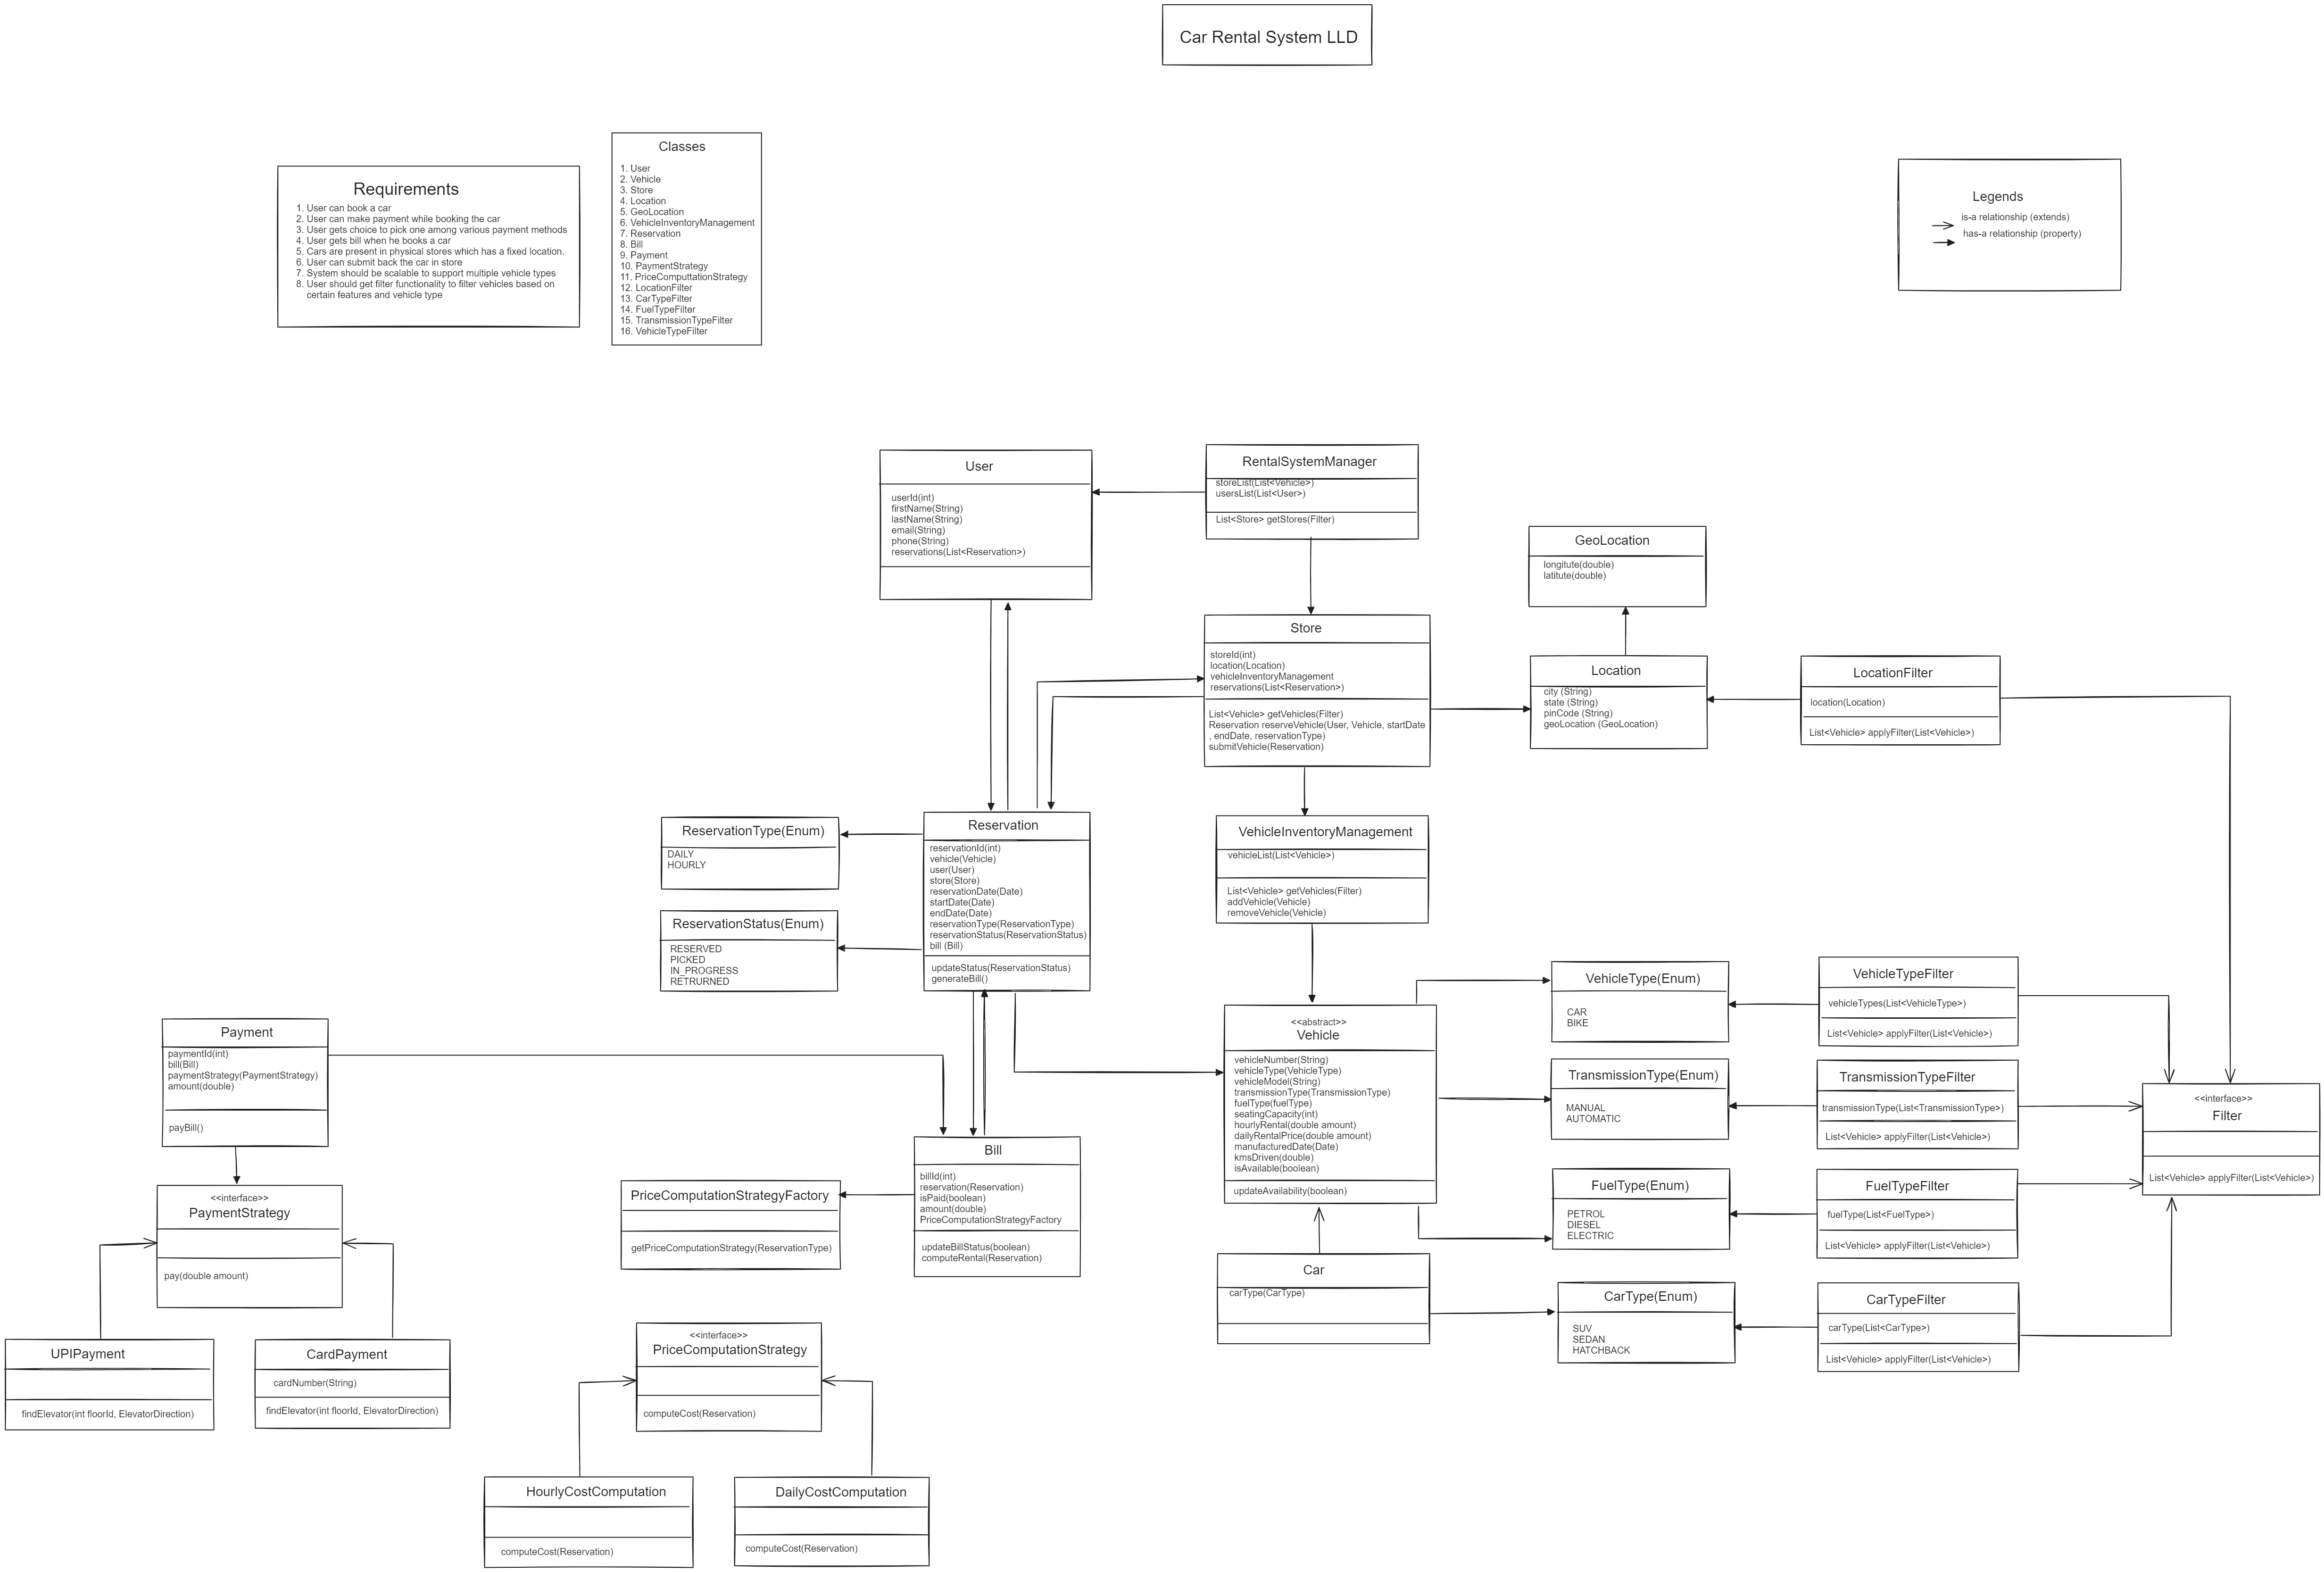 Car Rental System LLD
Requirements
1. User can book a car
2. User can make payment while booking the car
3. User gets choice to pick one among various payment methods
4. User gets bill when he books a car
5. Cars are present in physical stores which has a fixed location.
6. User can submit back the car in store
7. System should be scalable to support multiple vehicle types
8. User should get filter functionality to filter vehicles based on
certain features and vehicle type
Classes
1. User
2. Vehicle
3. Store
4. Location
5. GeoLocation
6. VehicleInventoryManagement
7. Reservation
8. Bill
9. Payment
10. PaymentStrategy
11. PriceComputtationStrategy
12. LocationFilter
13. CarTypeFilter
14. FuelTypeFilter
15. TransmissionTypeFilter
16. VehicleTypeFilter
Legends
is-a relationship (extends)
has-a relationship (property)
User
userId(int)
firstName(String)
lastName(String)
email(String)
phone(String)
reservations(List<Reservation>)
RentalSystemManager
storeList(List<Vehicle>)
usersList(List<User>)
List<Store> getStores(Filter)
GeoLocation
longitute(double)
latitute(double)
Store
storeId(int)
location(Location)
vehicleInventoryManagement
reservations(List<Reservation>)
List<Vehicle> getVehicles(Filter)
Reservation reserveVehicle(User, Vehicle, startDate
, endDate, reservationType)
submitVehicle(Reservation)
Location
city (String)
state (String)
pinCode (String)
geoLocation (GeoLocation)
LocationFilter
location(Location)
List<Vehicle> applyFilter(List<Vehicle>)
ReservationType(Enum)
DAILY
HOURLY
ReservationStatus(Enum)
RESERVED
PICKED
IN_PROGRESS
RETRURNED
Reservation
reservationId(int)
vehicle(Vehicle)
user(User)
store(Store)
reservationDate(Date)
startDate(Date)
endDate(Date)
reservationType(ReservationType)
reservationStatus(ReservationStatus)
bill (Bill)
updateStatus(ReservationStatus)
generateBill()
VehicleInventoryManagement
vehicleList(List<Vehicle>)
List<Vehicle> getVehicles(Filter)
addVehicle(Vehicle)
removeVehicle(Vehicle)
VehicleType(Enum)
CAR
BIKE
VehicleTypeFilter
vehicleTypes(List<VehicleType>)
List<Vehicle> applyFilter(List<Vehicle>)
Payment
paymentId(int)
bill(Bill)
paymentStrategy(PaymentStrategy)
amount(double)
payBill()
<<abstract>>
Vehicle
vehicleNumber(String)
vehicleType(VehicleType)
vehicleModel(String)
transmissionType(TransmissionType)
fuelType(fuelType)
seatingCapacity(int)
hourlyRental(double amount)
dailyRentalPrice(double amount)
manufacturedDate(Date)
kmsDriven(double)
isAvailable(boolean)
updateAvailability(boolean)
TransmissionType(Enum)
MANUAL
AUTOMATIC
TransmissionTypeFilter
transmissionType(List<TransmissionType>)
List<Vehicle> applyFilter(List<Vehicle>)
<<interface>>
Filter
List<Vehicle> applyFilter(List<Vehicle>)
Bill
billId(int)
reservation(Reservation)
isPaid(boolean)
amount(double)
PriceComputationStrategyFactory
updateBillStatus(boolean)
computeRental(Reservation)
PriceComputationStrategyFactory
getPriceComputationStrategy(ReservationType)
<<interface>>
PaymentStrategy
pay(double amount)
FuelType(Enum)
PETROL
DIESEL
ELECTRIC
FuelTypeFilter
fuelType(List<FuelType>)
List<Vehicle> applyFilter(List<Vehicle>)
Car
carType(CarType)
CarType(Enum)
SUV
SEDAN
HATCHBACK
CarTypeFilter
carType(List<CarType>)
List<Vehicle> applyFilter(List<Vehicle>)
UPIPayment
findElevator(int floorId, ElevatorDirection)
CardPayment
cardNumber(String)
findElevator(int floorId, ElevatorDirection)
<<interface>>
PriceComputationStrategy
computeCost(Reservation)
HourlyCostComputation
computeCost(Reservation)
DailyCostComputation
computeCost(Reservation)